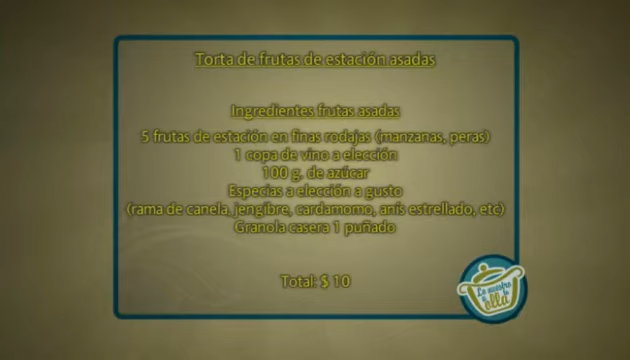 Torta de frutas de estación asadas
Ingredientes frutas asadas
5 frutas de estación en finas rodajas (manzanas, peras)
1 copa de vino a elección
100 g. de azúcar
Especias a elección a gusto
(rama de canela, jengibre, cardamomo, anís estrellado, etc)
Granola casera 1 puñado
Total: $ 10
olla